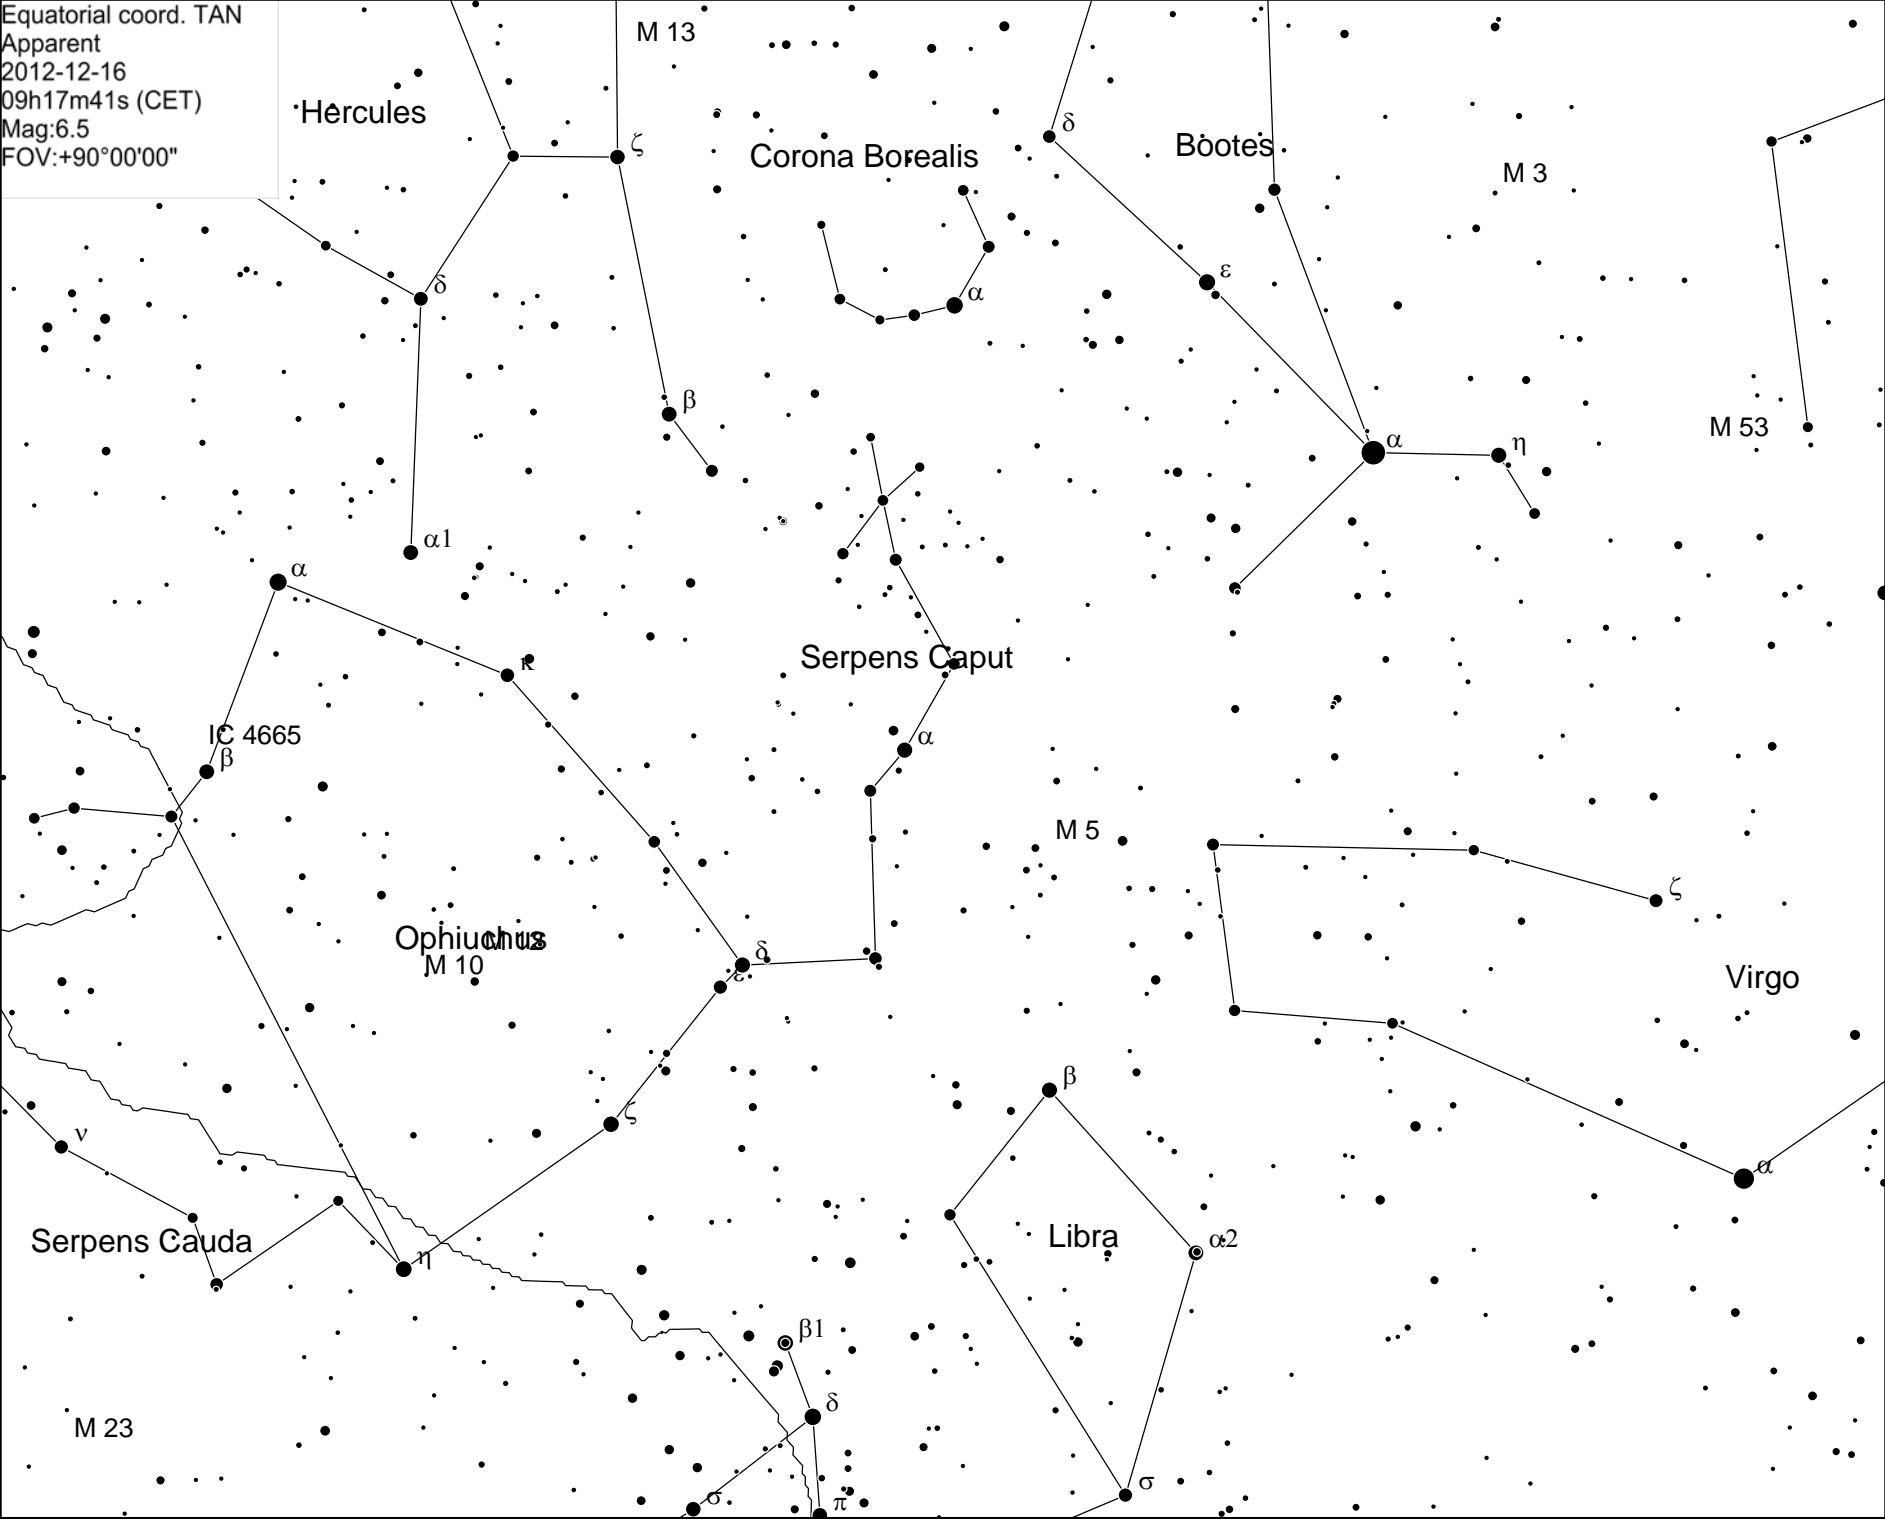 Equatorial coord. TAN
Apparent
2012-12-16
09h17m41s (CET)
Mag:6.5
FOV:+90°00'00"
M 13
Hercules
ζ
δ
Corona Borealis
Bootes
M 3
δ
ε
α
β
M 53
α
η
α1
α
κ
Serpens Caput
IC 4665
β
α
M 5
ζ
Ophiuchus
M 12
M 10
δ
ε
Virgo
β
ζ
ν
α
Serpens Cauda
Libra
α2
η
β1
δ
M 23
σ
σ
π